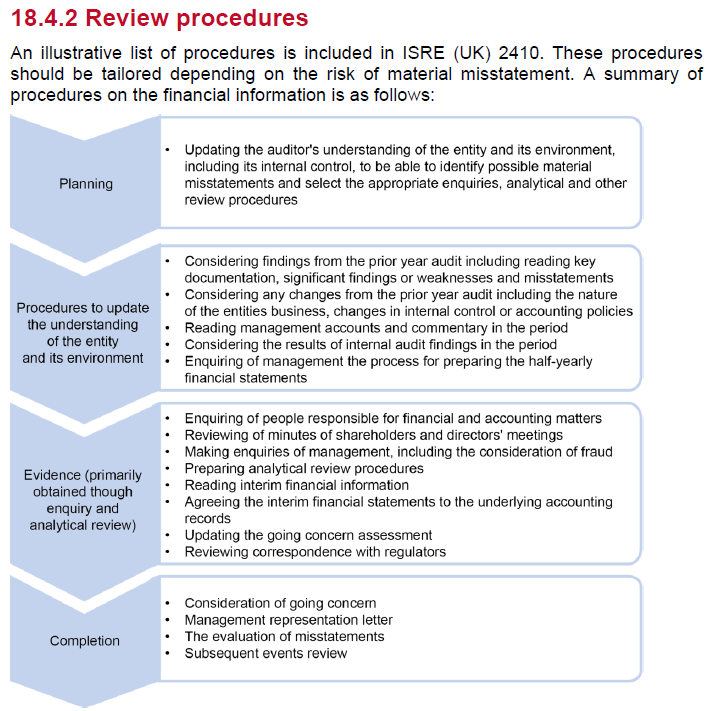 18.4.2 Review procedures
An illustrative list of procedures is included in ISRE (UK) 2410. These procedures
should be tailored depending on the risk of material misstatement. A summary of
procedures on the financial information is as follows:
Planning
• Updating the auditor's understanding of the entity and its environment,
including its internal control, to be able to identify possible material
misstatements and select the appropriate enquiries, analytical and other
review procedures
Procedures to update
the understanding
of the entity
and its environment
• Considering findings from the prior year audit including reading key
documentation, significant findings or weaknesses and misstatements
• Considering any changes from the prior year audit including the nature
of the entities business, changes in internal control or accounting policies
• Reading management accounts and commentary in the period
• Considering the results of internal audit findings in the period
• Enquiring of management the process for preparing the half-yearly
financial statements
Evidence (primarily
obtained though
enquiry and
analytical review)
• Enquiring of people responsible for financial and accounting matters
• Reviewing of minutes of shareholders and directors' meetings
• Making enquiries of management, including the consideration of fraud
• Preparing analytical review procedures
• Reading interim financial information
• Agreeing the interim financial statements to the underlying accounting
records
• Updating the going concern assessment
• Reviewing correspondence with regulators
Completion
• Consideration of going concern
• Management representation letter
• The evaluation of misstatements
• Subsequent events review